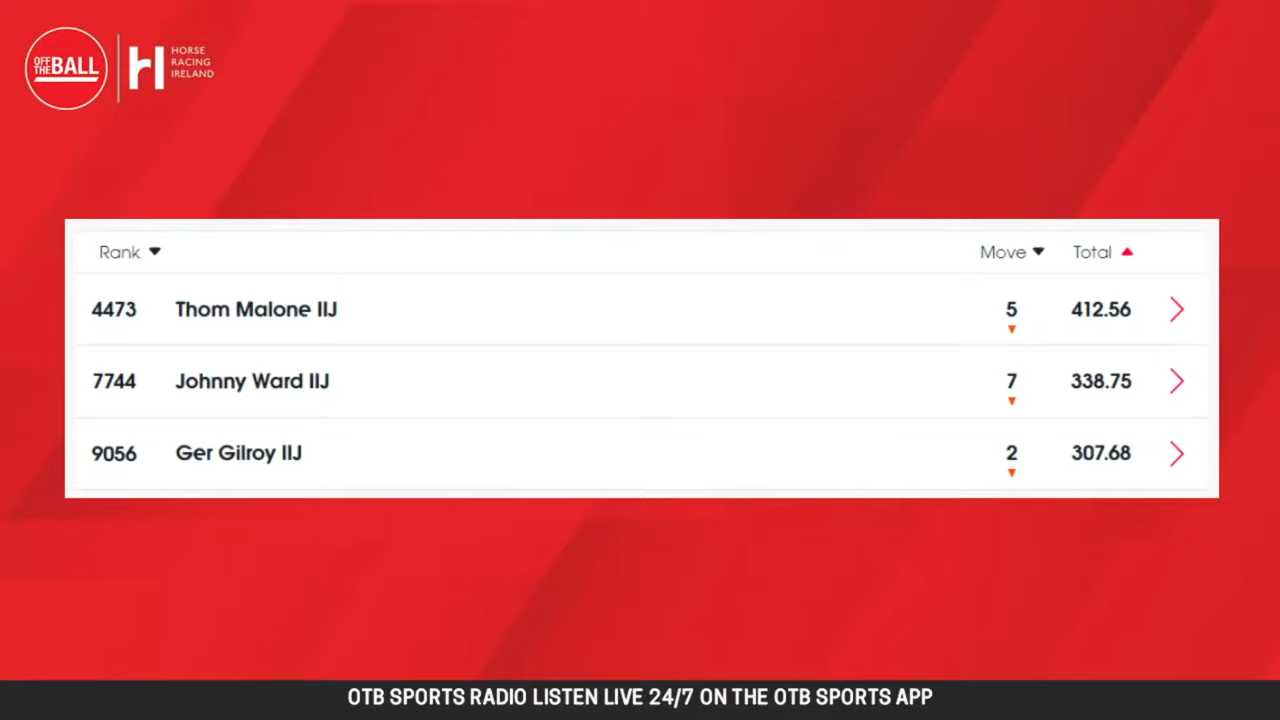 OFF THE BALL
HORSE RACING IRELAND
Rank Move Total
4473 Thom Malone IIJ 5 412.56
7744 Johnny Ward IIJ 7 338.75
9056 Ger Gilroy IIJ 2 307.68
OTB SPORTS RADIO LISTEN LIVE 24/7 ON THE OTB SPORTS APP